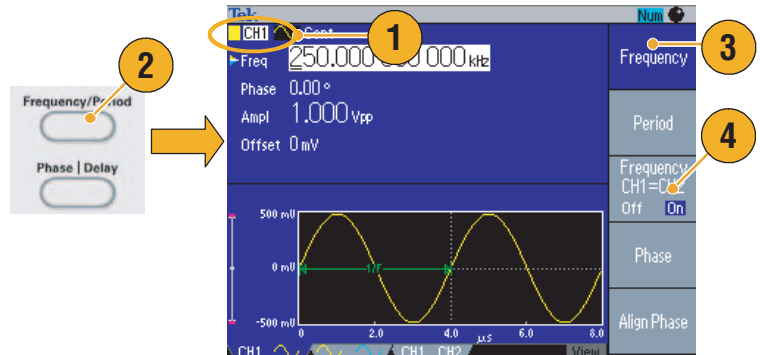 Tek
Num
CH1 Cont
1
2
3
4
Frequency/Period
Phase | Delay
Freq 250.000 000 000 kHz
Phase 0.00 °
Ampl 1.000 Vpp
Offset 0 mV
Frequency
Period
Frequency
CH1=CH2
Off On
Phase
Align Phase
500 mV
0 mV
-500 mV
1/F
0 2.0 4.0 µs 6.0 8.0
CH1 CH1 CH2 View